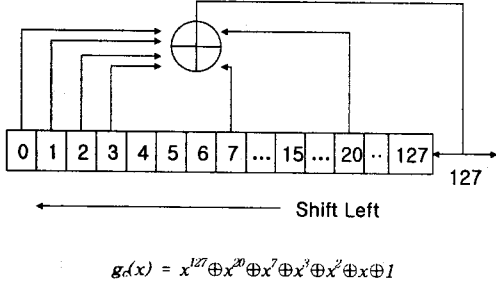 0 1 2 3 4 5 6 7 ... 15 ... 20 .. 127
127
Shift Left
g_c(x) = x^127⊕x^20⊕x^7⊕x^3⊕x^2⊕x⊕1